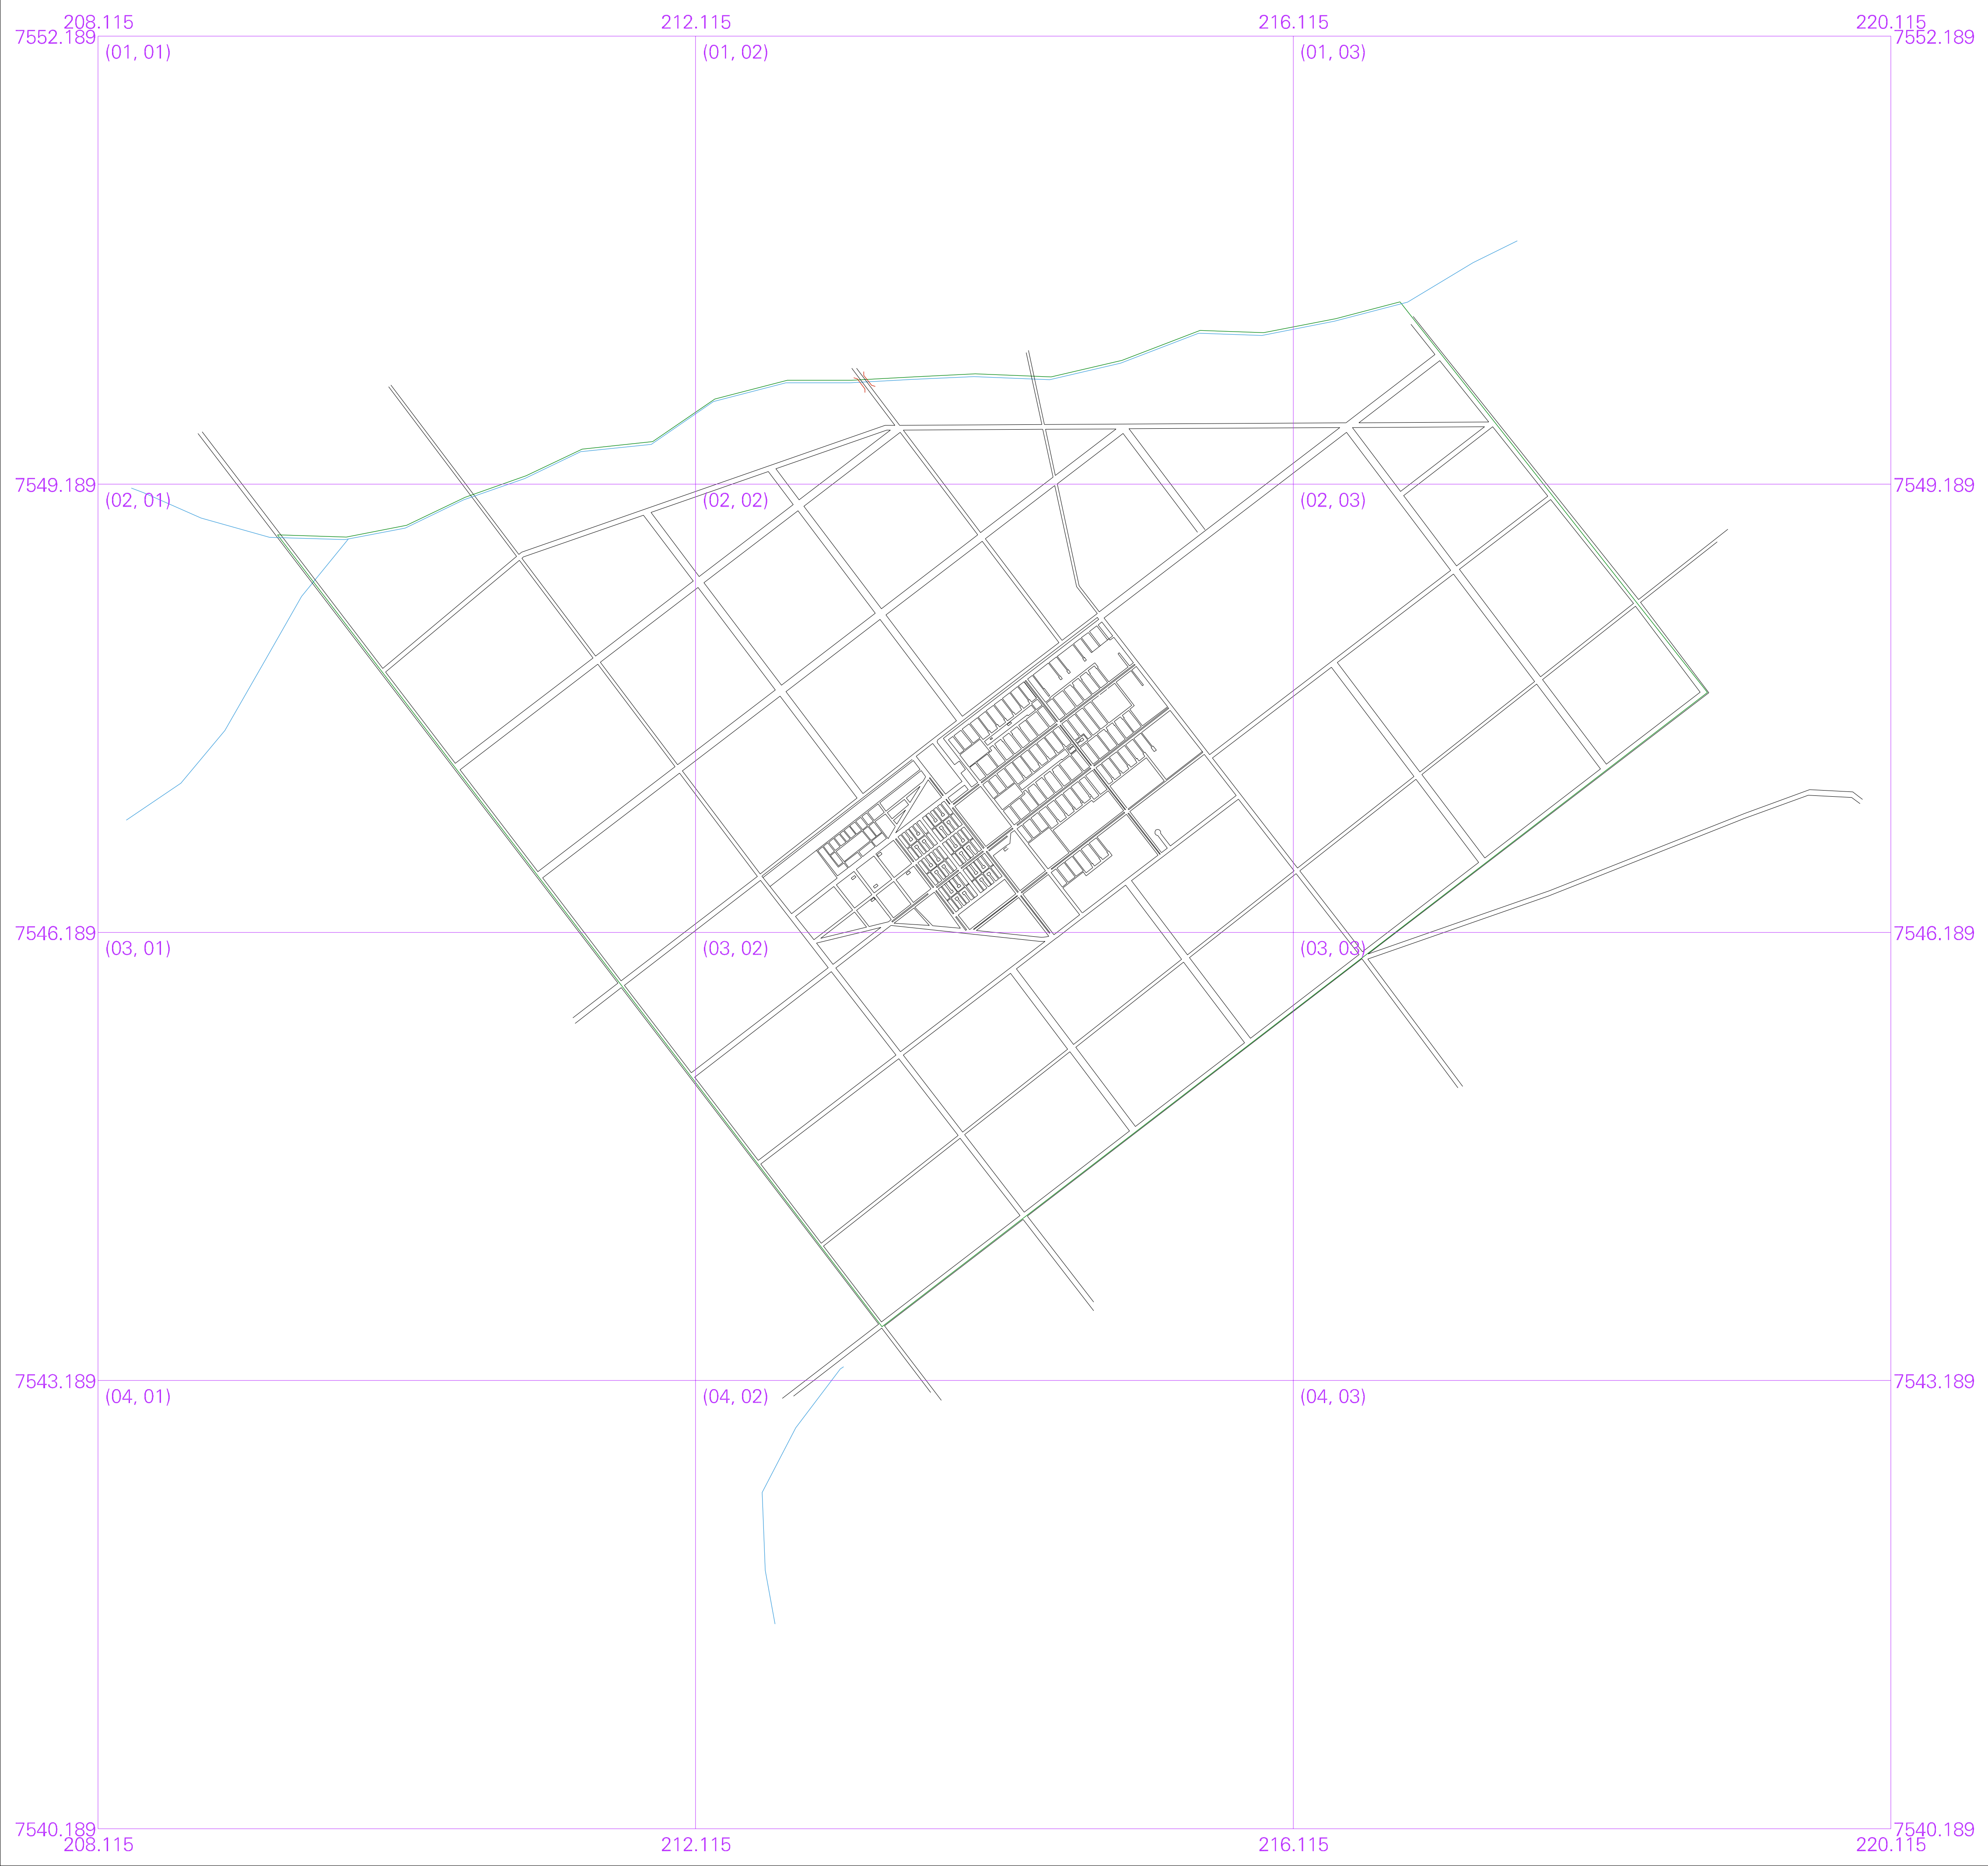 208.115 212.115 216.115 220.115
7552.189 7552.189
(01, 01) (01, 02) (01, 03)
7549.189 7549.189
(02, 01) (02, 02) (02, 03)
7546.189 7546.189
(03, 01) (03, 02) (03, 03)
7543.189 7543.189
(04, 01) (04, 02) (04, 03)
7540.189 7540.189
208.115 212.115 216.115 220.115